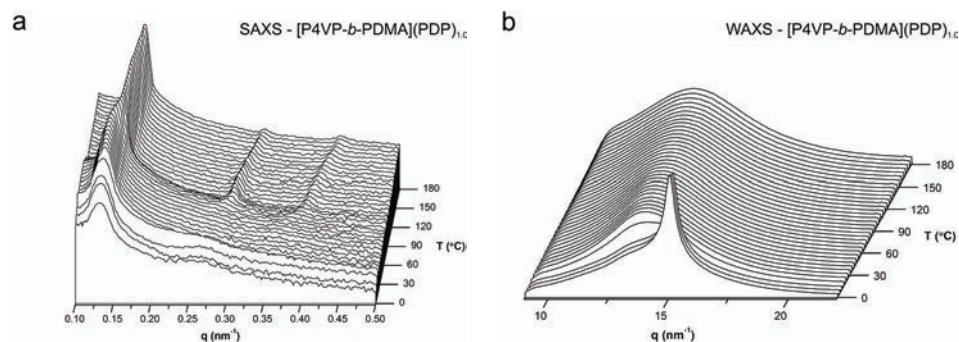 a
SAXS - [P4VP-b-PDMA](PDP)1.0
180
150
120
90
T (°C)
60
30
0
0.10 0.15 0.20 0.25 0.30 0.35 0.40 0.45 0.50
q (nm-1)
b
WAXS - [P4VP-b-PDMA](PDP)1.0
180
150
120
90
T (°C)
60
30
0
10 15 20
q (nm-1)